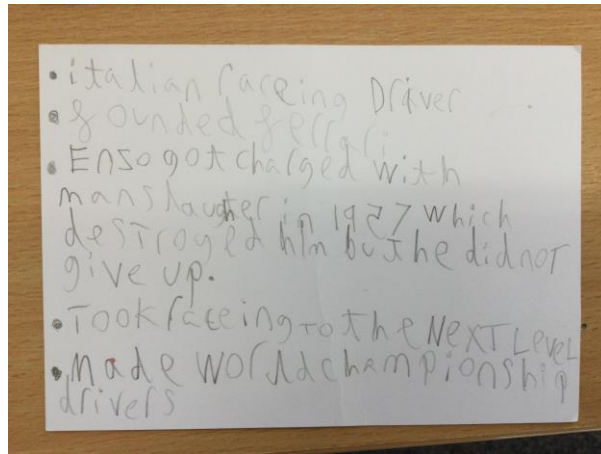 • italian raceing Driver
• founded ferrari
• Enso got charged with
manslaughter in 1957 which
destroyed him but he did not
give up.
• Took raceing to the NexT Level
• made world championship
drivers